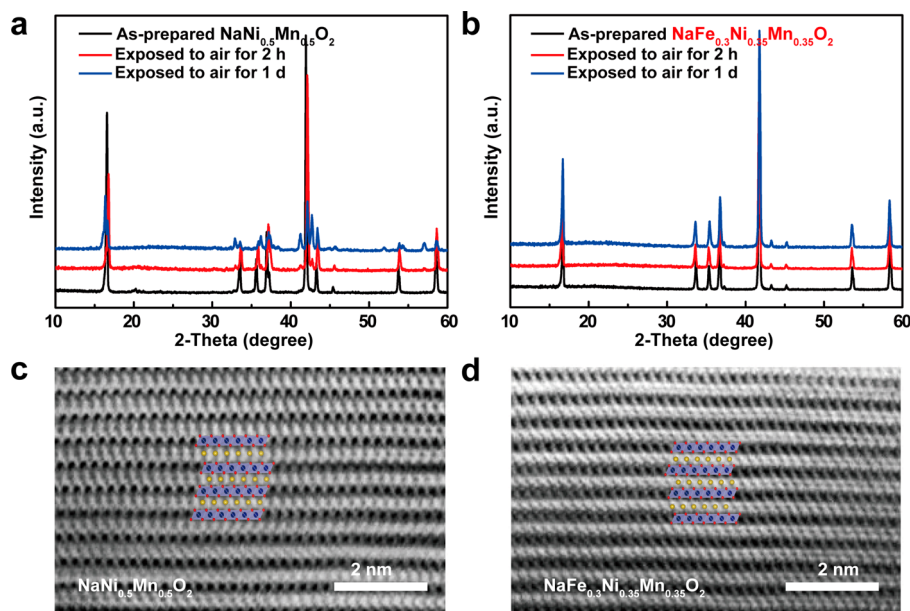 a
As-prepared NaNi0.5Mn0.5O2
Exposed to air for 2 h
Exposed to air for 1 d
Intensity (a.u.)
10 20 30 40 50 60
2-Theta (degree)
b
As-prepared NaFe0.3Ni0.35Mn0.35O2
Exposed to air for 2 h
Exposed to air for 1 d
Intensity (a.u.)
10 20 30 40 50 60
2-Theta (degree)
c
NaNi0.5Mn0.5O2
2 nm
d
NaFe0.3Ni0.35Mn0.35O2
2 nm